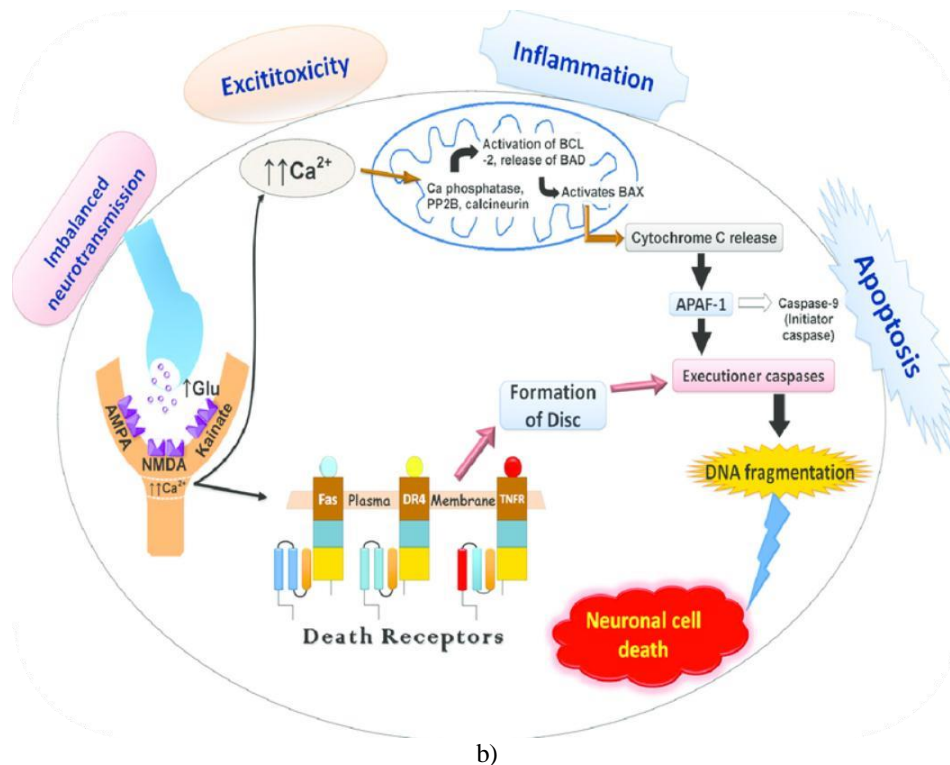 Excititoxicity
Inflammation
Imbalanced
neurotransmission
Apoptosis
↑↑Ca²⁺
Activation of BCL
-2, release of BAD
Ca phosphatase,
PP2B, calcineurin
Activates BAX
Cytochrome C release
APAF-1
Caspase-9
(Initiator
caspase)
Executioner caspases
↑Glu
AMPA
NMDA
Kainate
↑↑Ca²⁺
Formation
of Disc
DNA fragmentation
Fas Plasma DR4 Membrane TNFR
Death Receptors
Neuronal cell
death
b)